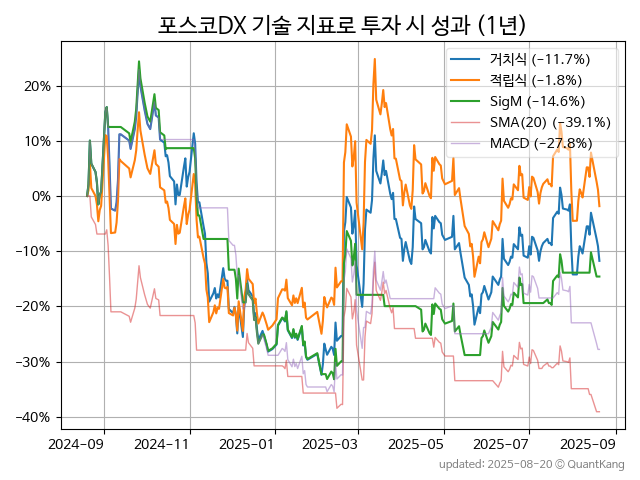 포스코DX 기술 지표로 투자 시 성과 (1년)
거치식 (−11.7%)
적립식 (−1.8%)
SigM (−14.6%)
SMA(20) (−39.1%)
MACD (−27.8%)
20%
10%
0%
−10%
−20%
−30%
−40%
2024-09 2024-11 2025-01 2025-03 2025-05 2025-07 2025-09
updated: 2025-08-20 © QuantKang